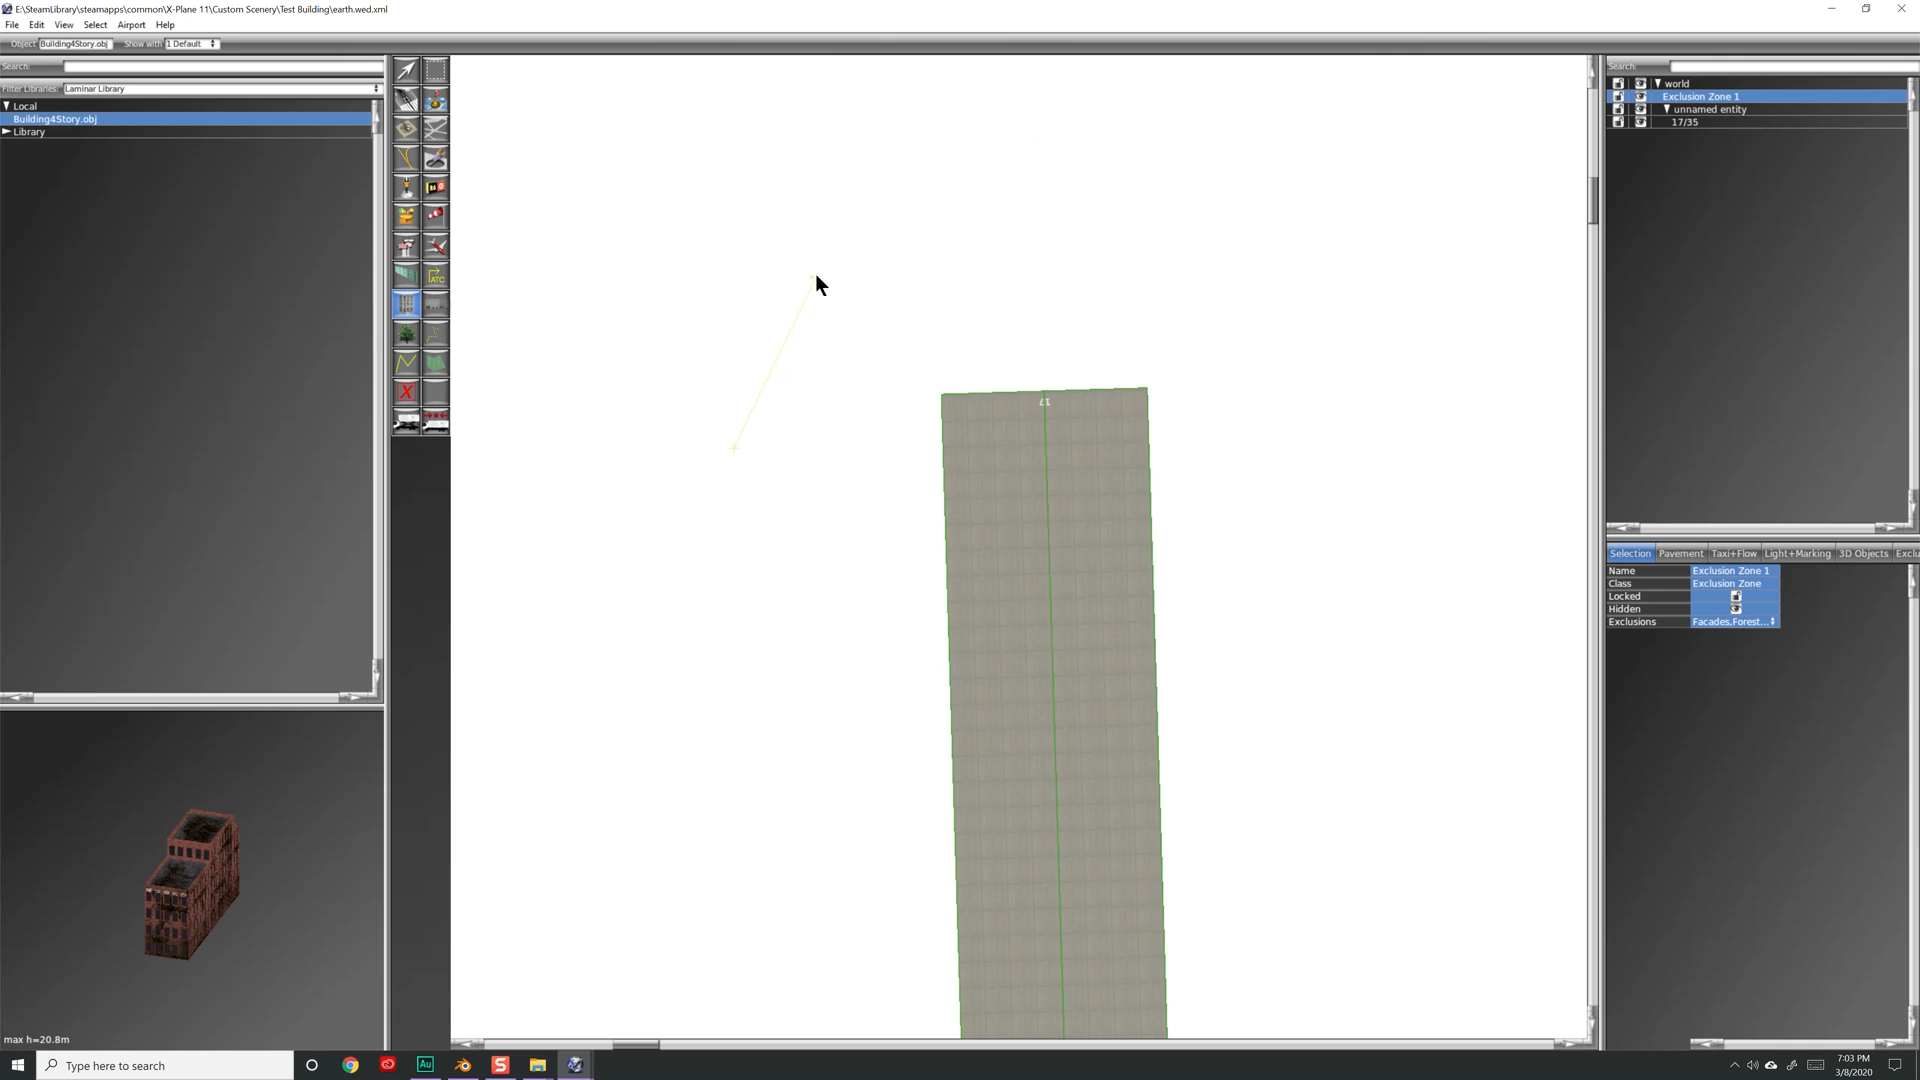 E:\SteamLibrary\steamapps\common\X-Plane 11\Custom Scenery\Test Building\earth.wed.xml
File Edit View Select Airport Help
Object Building4Story.obj Show with 1 Default
Search:
Filter Libraries: Laminar Library
Local
Building4Story.obj
Library
max h=20.8m
ATC
17
Search:
world
Exclusion Zone 1
unnamed entity
17/35
Selection Pavement Taxi+Flow Light+Marking 3D Objects Exclu
Name Exclusion Zone 1
Class Exclusion Zone
Locked
Hidden
Exclusions Facades,Forest...
Type here to search
Au
S
7:03 PM
3/8/2020